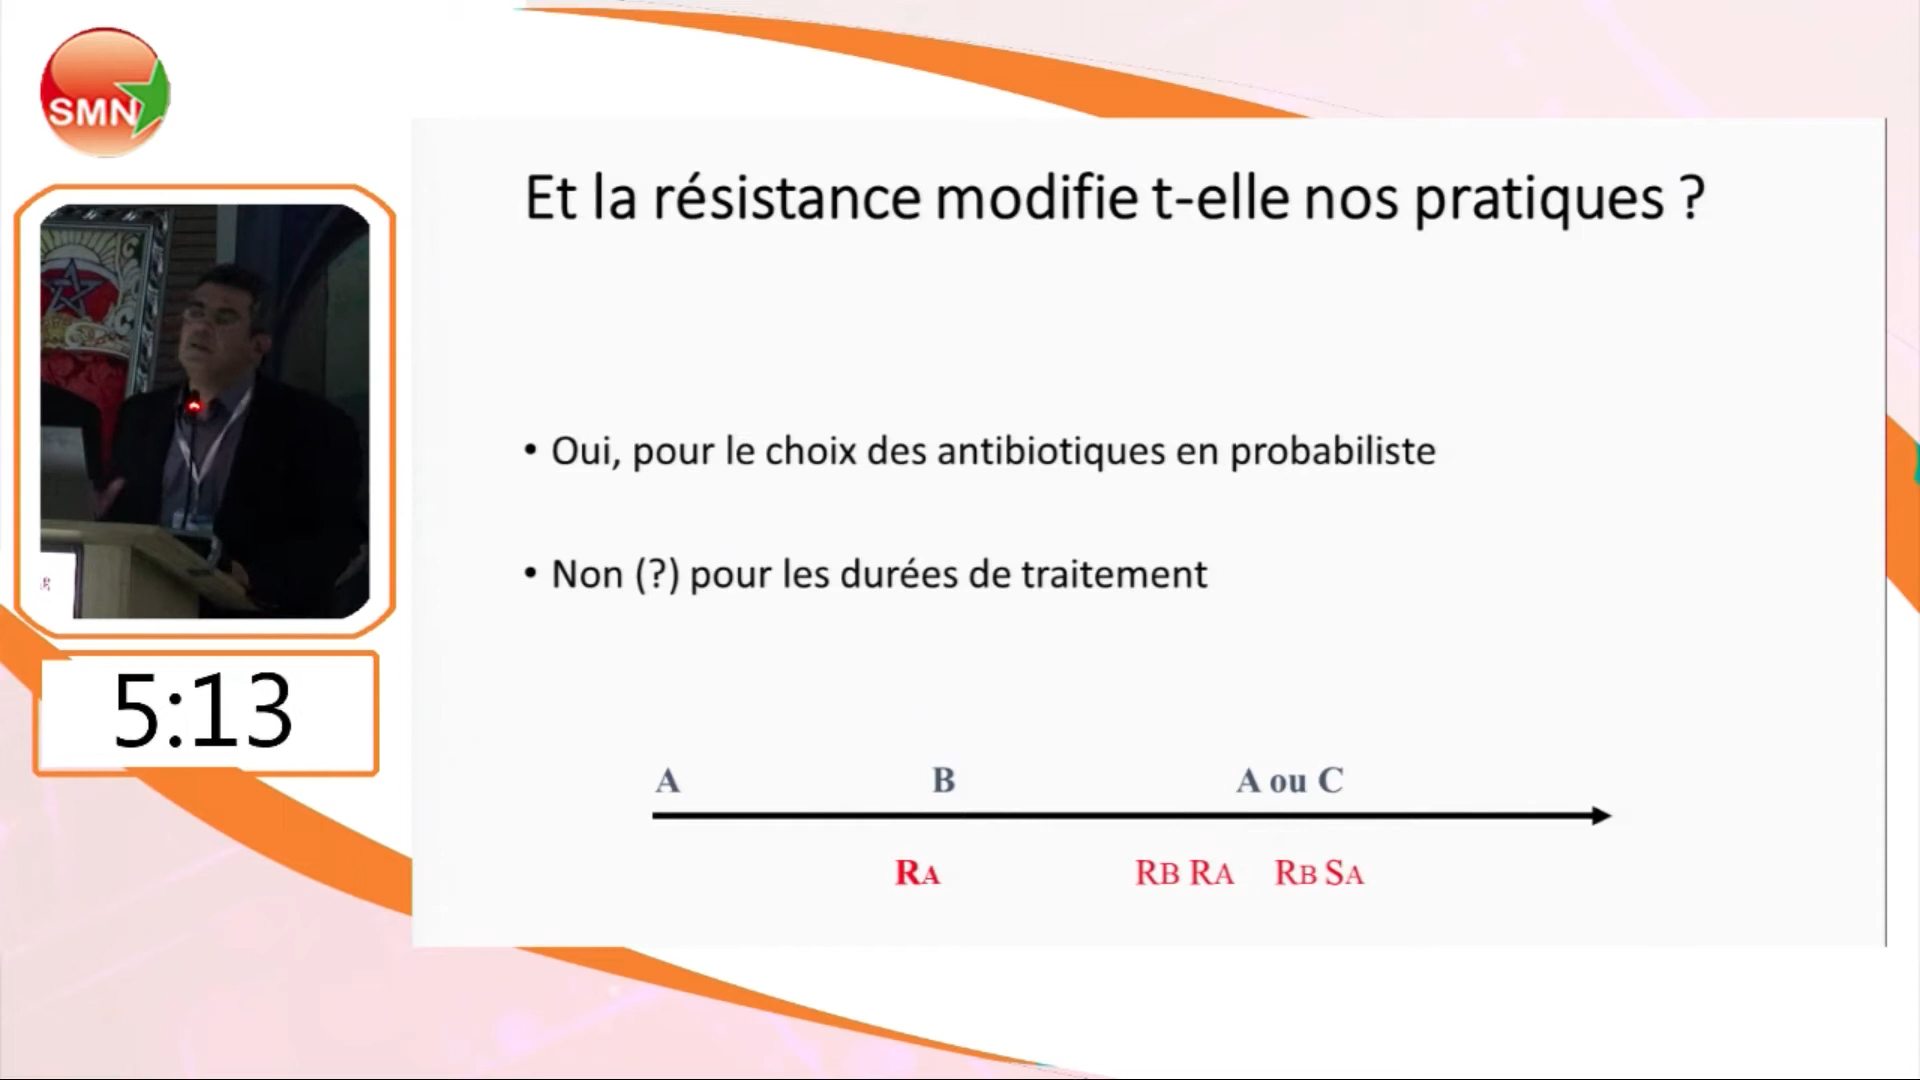 SMN
Et la résistance modifie t-elle nos pratiques ?
• Oui, pour le choix des antibiotiques en probabiliste
• Non (?) pour les durées de traitement
5:13
A B A ou C
RA RB RA RB SA